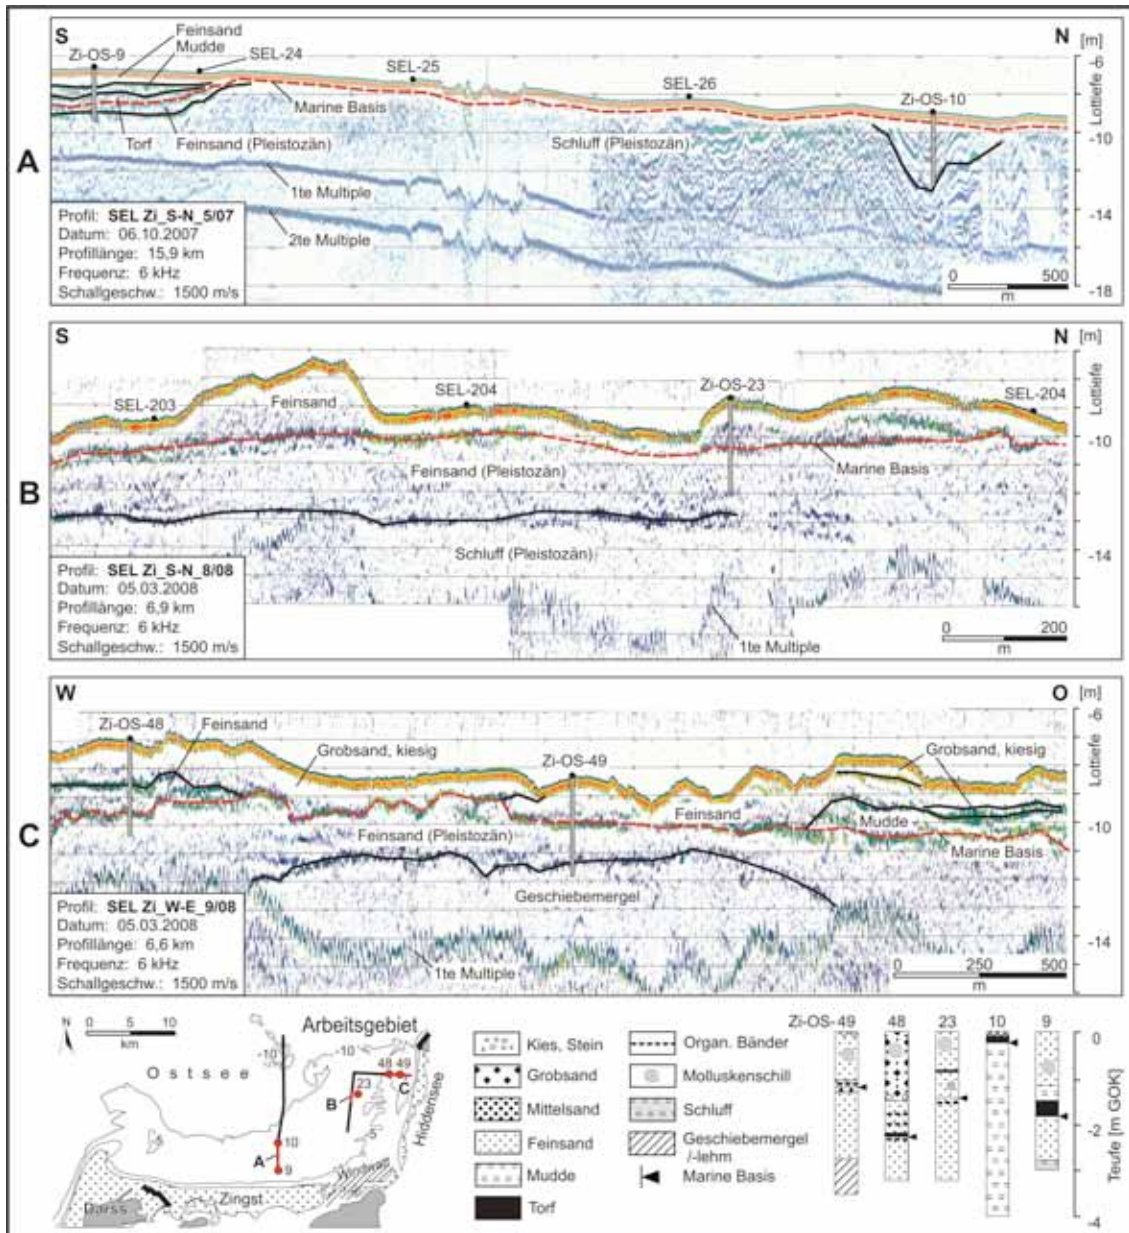 S
N
[m]
Feinsand
Mudde
Zi-OS-9
SEL-24
SEL-25
SEL-26
Zi-OS-10
Marine Basis
Torf
Feinsand (Pleistozän)
Schluff (Pleistozän)
1te Multiple
2te Multiple
-6
Lottiefe
-10
-14
-18
A
Profil: SEL Zi_S-N_5/07
Datum: 06.10.2007
Profillänge: 15,9 km
Frequenz: 6 kHz
Schallgeschw.: 1500 m/s
0 500
m
S
N
[m]
Feinsand
SEL-203
SEL-204
Zi-OS-23
SEL-204
Lottiefe
-10
-14
Feinsand (Pleistozän)
Marine Basis
Schluff (Pleistozän)
1te Multiple
B
Profil: SEL Zi_S-N_8/08
Datum: 05.03.2008
Profillänge: 6,9 km
Frequenz: 6 kHz
Schallgeschw.: 1500 m/s
0 200
m
W
O
[m]
Zi-OS-48
Feinsand
Grobsand, kiesig
Zi-OS-49
Grobsand, kiesig
-6
Lottiefe
-10
-14
Feinsand (Pleistozän)
Feinsand
Mudde
Marine Basis
Geschiebemergel
1te Multiple
C
Profil: SEL Zi_W-E_9/08
Datum: 05.03.2008
Profillänge: 6,6 km
Frequenz: 6 kHz
Schallgeschw.: 1500 m/s
0 250 500
m
N
0 5 10
km
Arbeitsgebiet
Ostsee
-10
-10
48 49
23
C
B
-5
-5
10
A
9
Hiddensee
Windwatt
Zingst
Darss
Kies, Stein
Grobsand
Mittelsand
Feinsand
Mudde
Torf
Organ. Bänder
Molluskenschill
Schluff
Geschiebemergel
/-lehm
Marine Basis
Zi-OS-49 48 23 10 9
0
-2
-4
Teufe [m GOK]